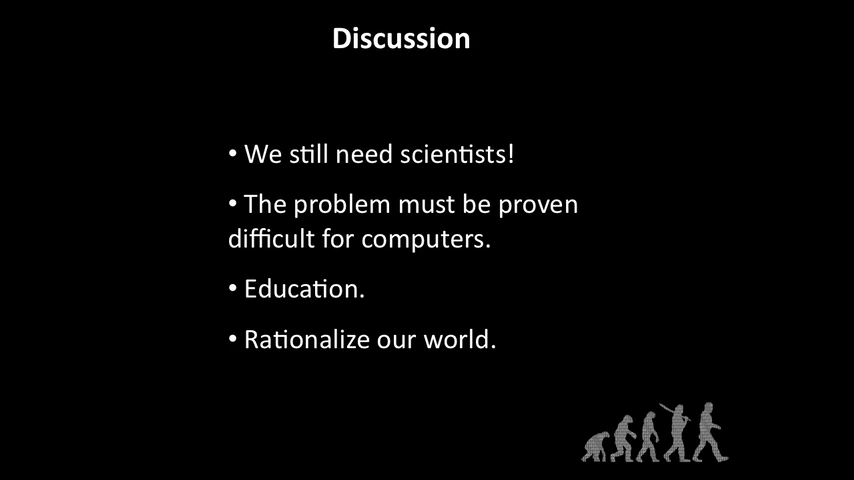 Discussion
• We still need scientists!
• The problem must be proven
difficult for computers.
• Education.
• Rationalize our world.